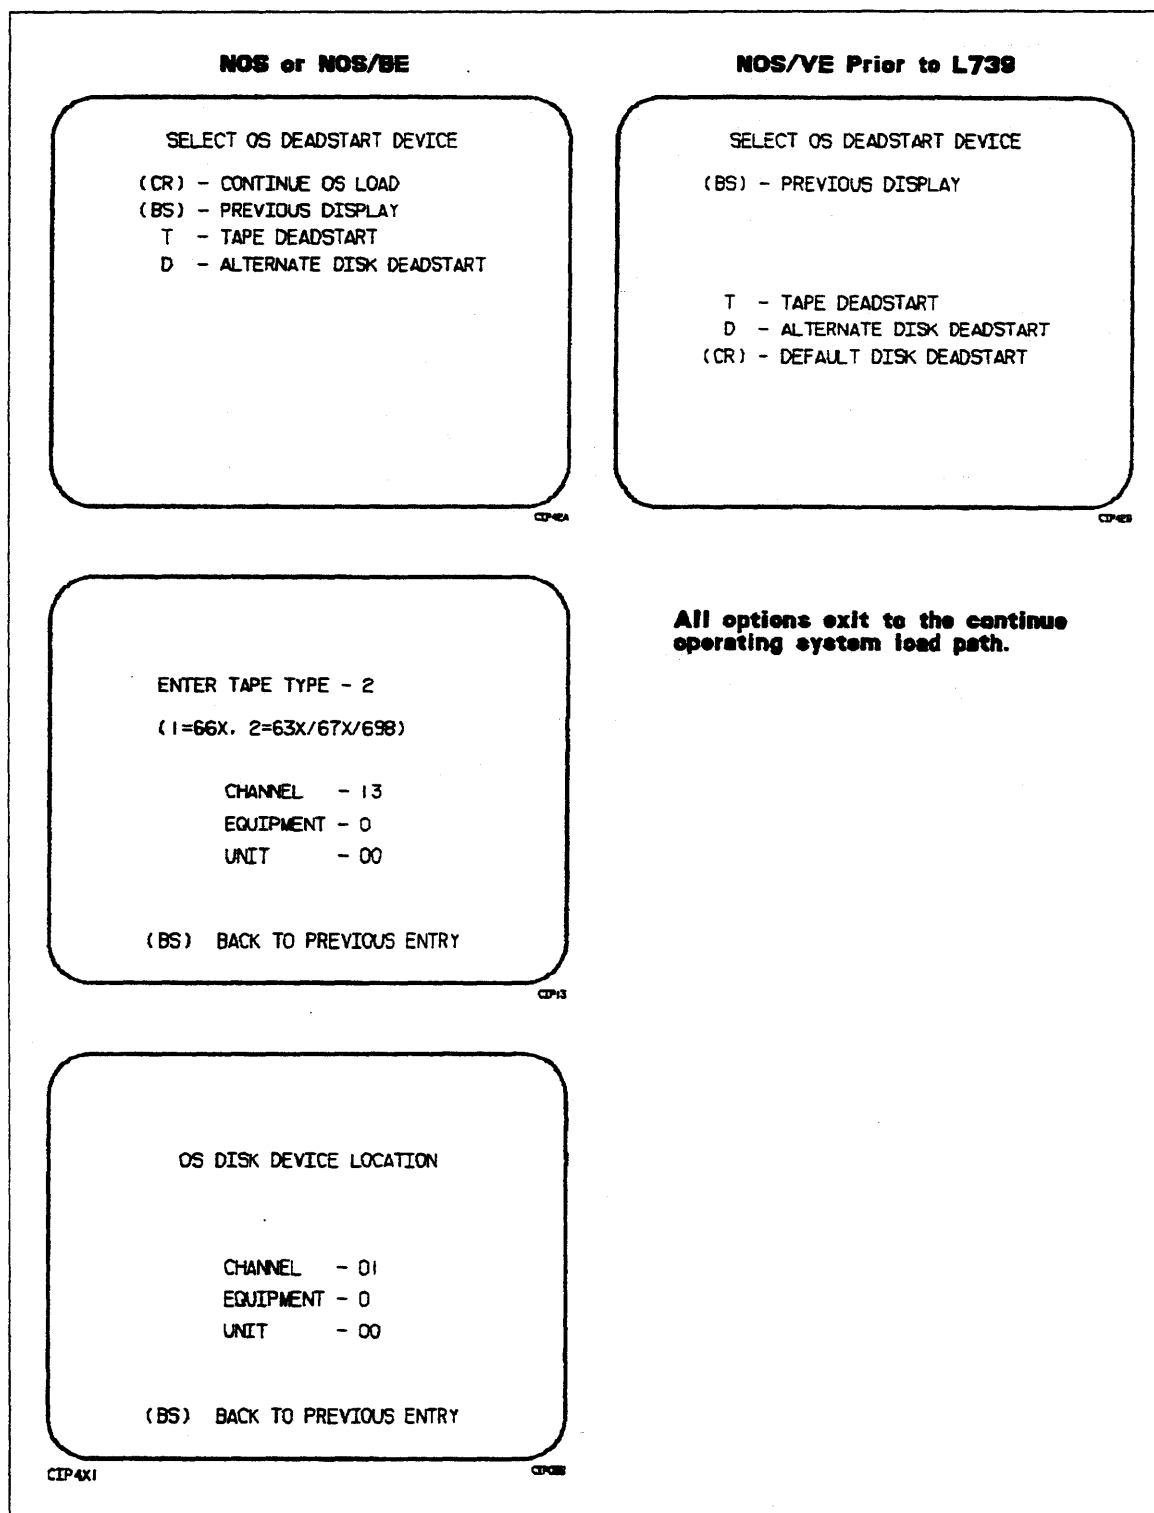 NOS or NOS/BE
SELECT OS DEADSTART DEVICE
(CR) - CONTINUE OS LOAD
(BS) - PREVIOUS DISPLAY
T - TAPE DEADSTART
D - ALTERNATE DISK DEADSTART
CIP42A
NOS/VE Prior to L739
SELECT OS DEADSTART DEVICE
(BS) - PREVIOUS DISPLAY
T - TAPE DEADSTART
D - ALTERNATE DISK DEADSTART
(CR) - DEFAULT DISK DEADSTART
CIP42B
ENTER TAPE TYPE - 2
(1=66X, 2=63X/67X/698)
CHANNEL - 13
EQUIPMENT - 0
UNIT - 00
(BS) BACK TO PREVIOUS ENTRY
CIP13
All options exit to the continue
operating system load path.
OS DISK DEVICE LOCATION
CHANNEL - 01
EQUIPMENT - 0
UNIT - 00
(BS) BACK TO PREVIOUS ENTRY
CIP4X1